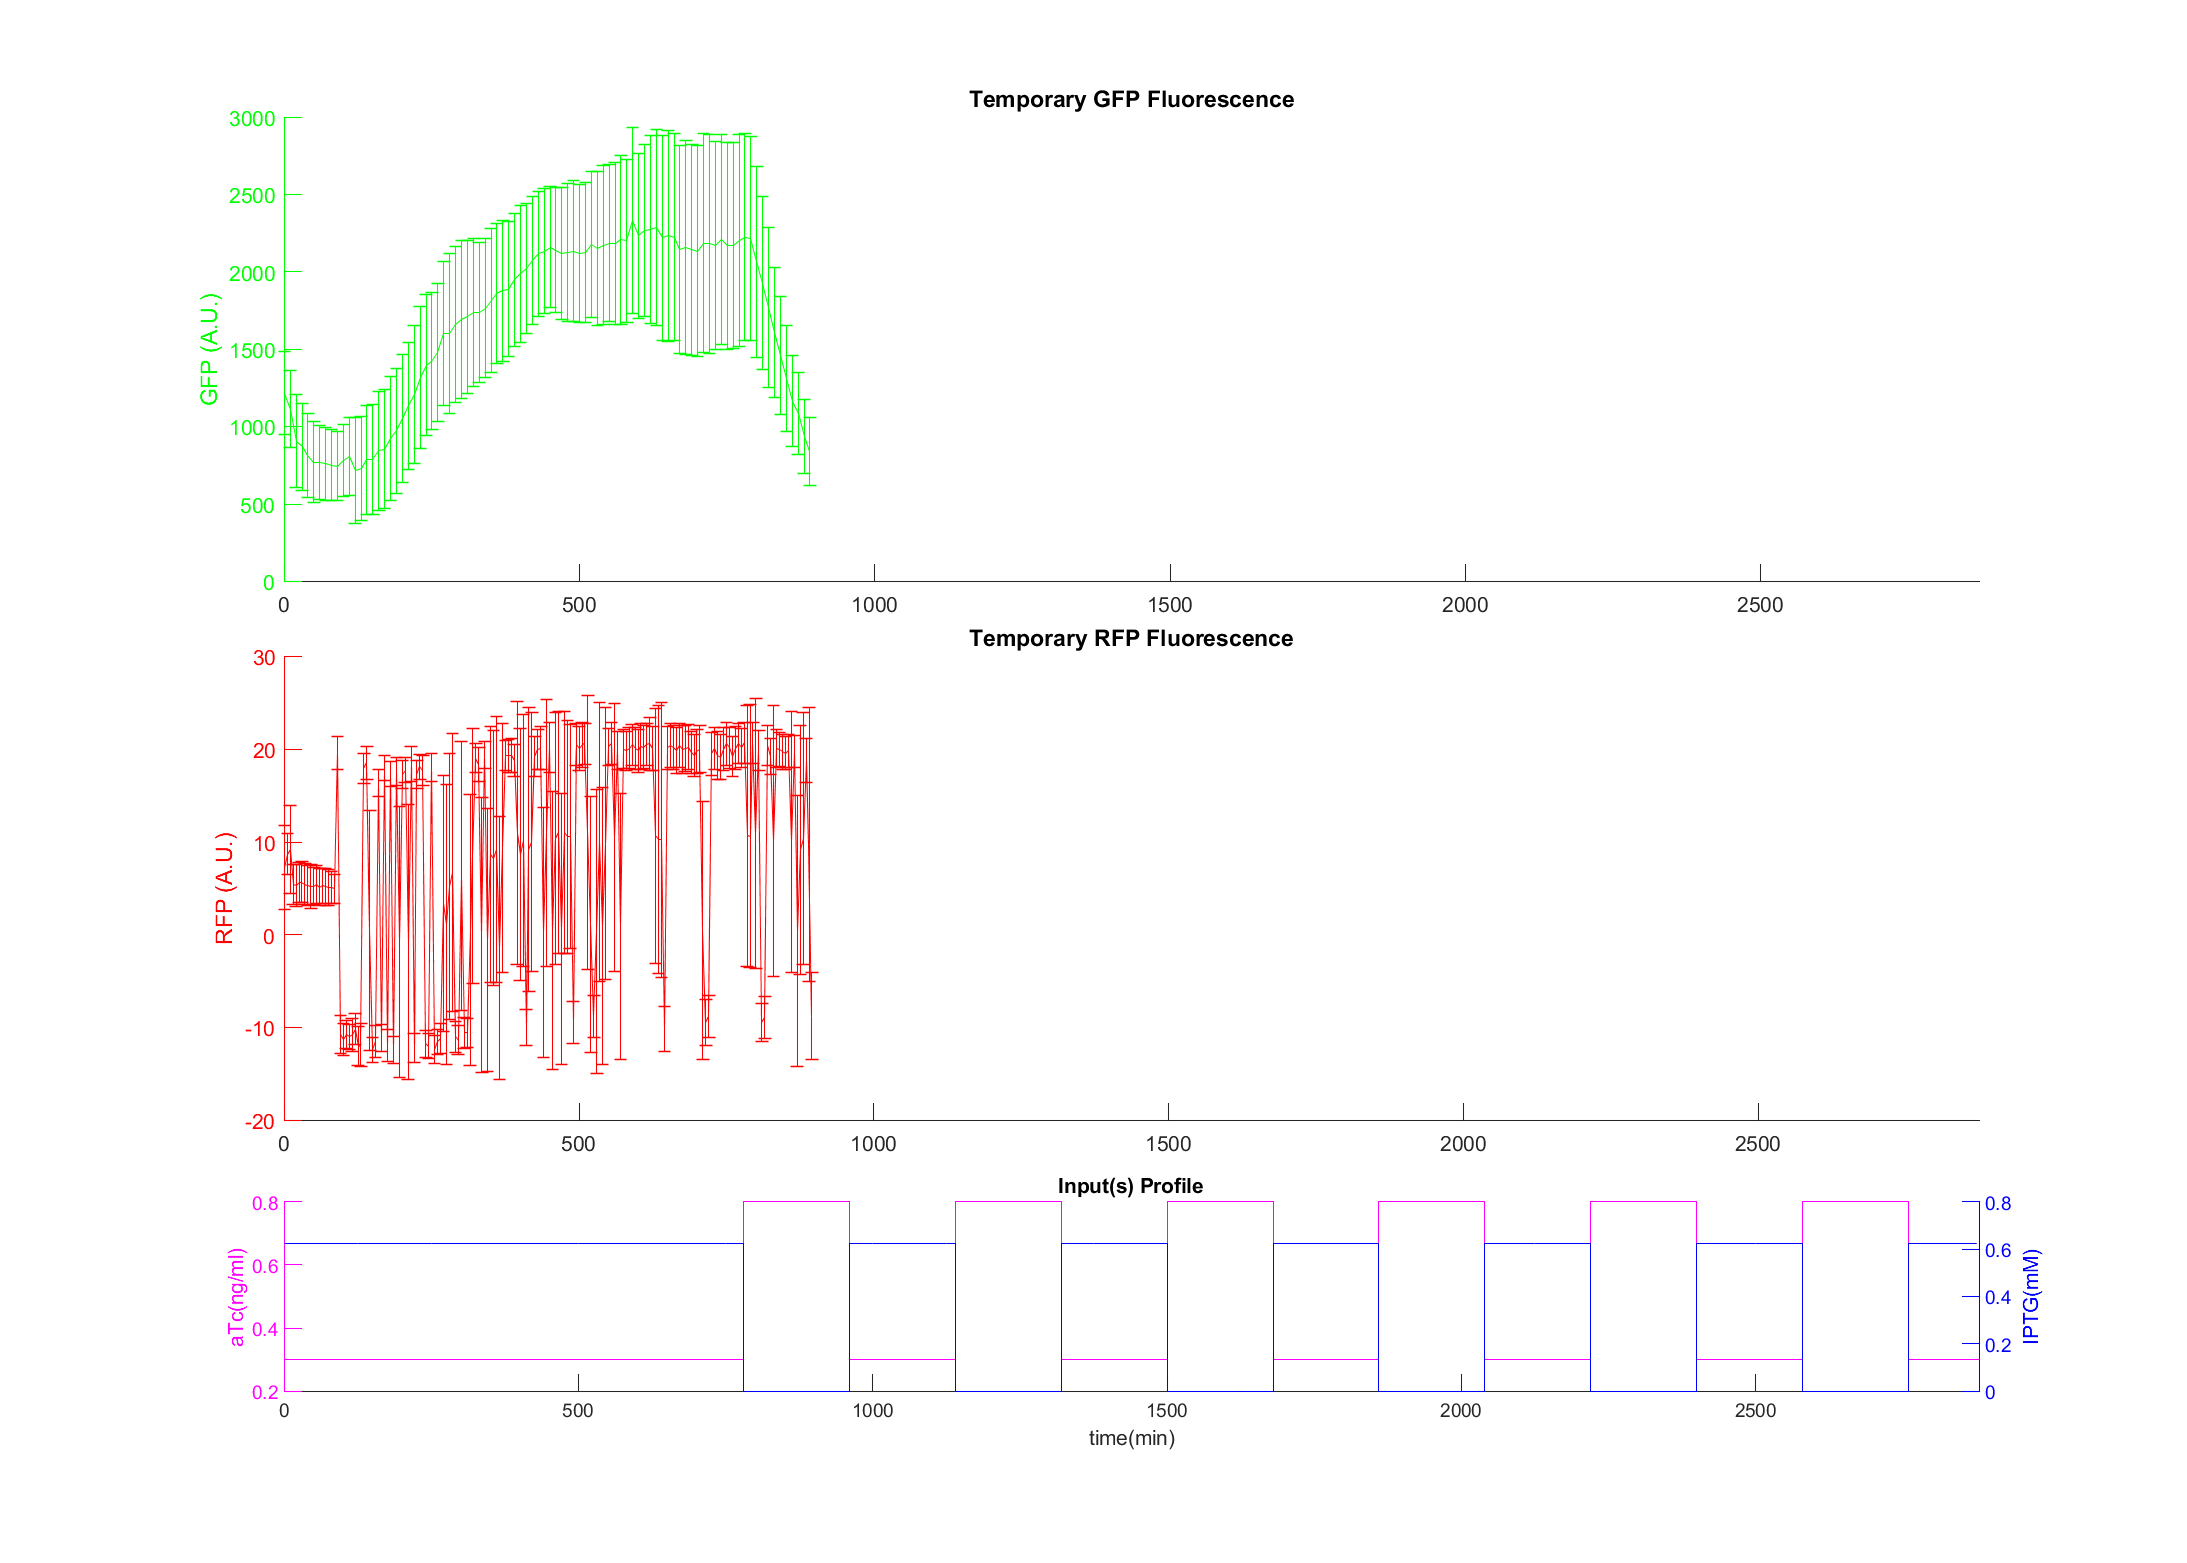 Temporary GFP Fluorescence
GFP (A.U.)
3000
2500
2000
1500
1000
500
0
0 500 1000 1500 2000 2500
Temporary RFP Fluorescence
RFP (A.U.)
30
20
10
0
-10
-20
0 500 1000 1500 2000 2500
Input(s) Profile
aTc(ng/ml)
0.8
0.6
0.4
0.2
IPTG(mM)
0.8
0.6
0.4
0.2
0
0 500 1000 1500 2000 2500
time(min)